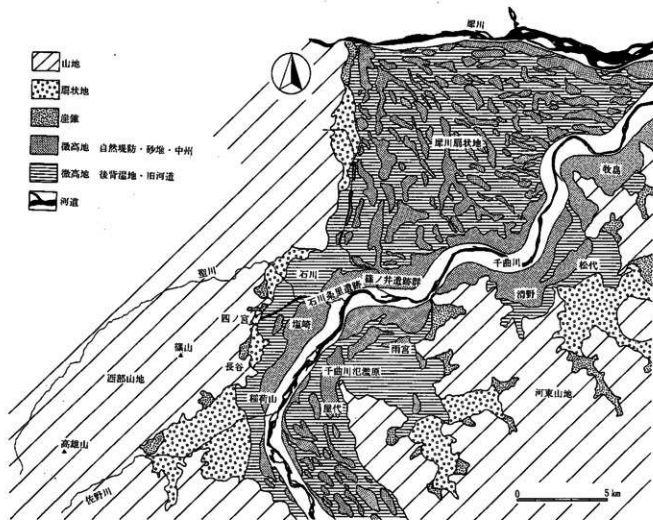 犀川
山地
扇状地
崖錐
微高地 自然堤防・砂堆・中州
微高地 後背湿地・旧河道
河道
犀川扇状地
牧島
千曲川
松代
清野
聖川
石川
篠ノ井遺跡群
石川条里遺跡
四ノ宮
塩崎
篠山
長谷
雨宮
西部山地
千曲川氾濫原
河東山地
稲荷山
屋代
高雄山
佐野川
0 5km